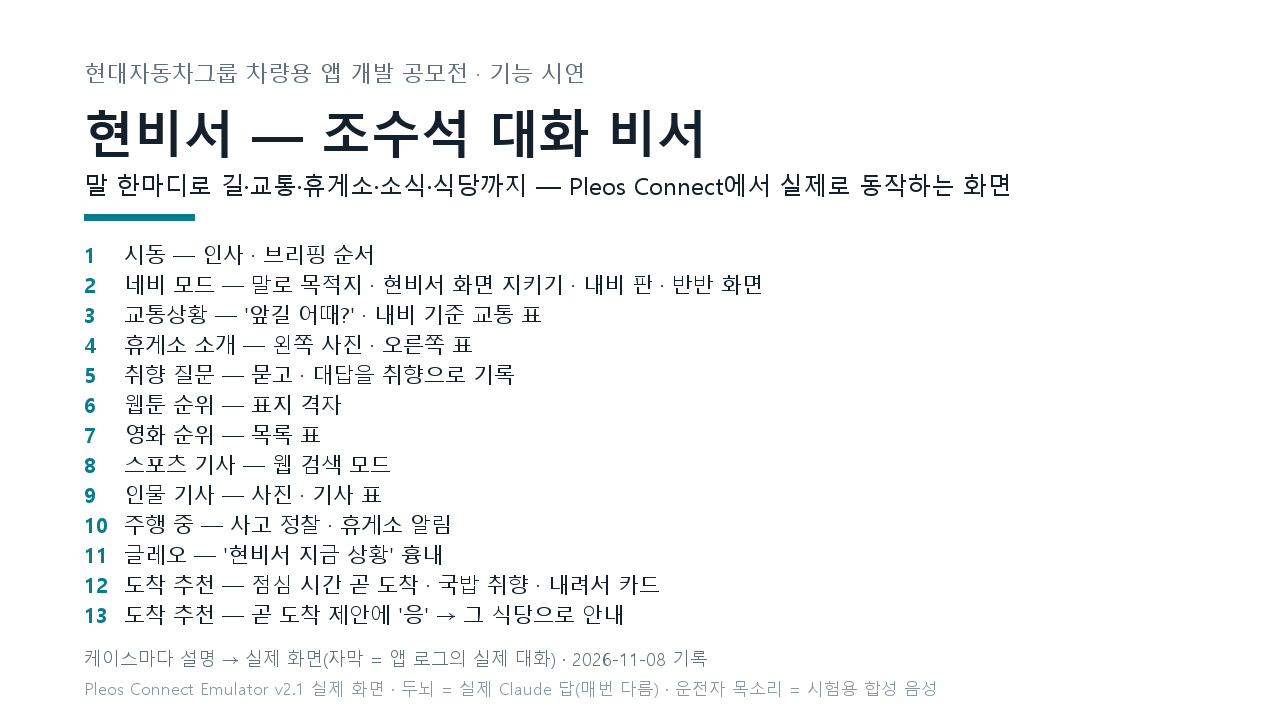 현대자동차그룹 차량용 앱 개발 공모전 · 기능 시연
현비서 — 조수석 대화 비서
말 한마디로 길·교통·휴게소·소식·식당까지 — Pleos Connect에서 실제로 동작하는 화면
1 시동 — 인사 · 브리핑 순서
2 네비 모드 — 말로 목적지 · 현비서 화면 지키기 · 내비 판 · 반반 화면
3 교통상황 — '앞길 어때?' · 내비 기준 교통 표
4 휴게소 소개 — 왼쪽 사진 · 오른쪽 표
5 취향 질문 — 묻고 · 대답을 취향으로 기록
6 웹툰 순위 — 표지 격자
7 영화 순위 — 목록 표
8 스포츠 기사 — 웹 검색 모드
9 인물 기사 — 사진 · 기사 표
10 주행 중 — 사고 정찰 · 휴게소 알림
11 글레오 — '현비서 지금 상황' 흉내
12 도착 추천 — 점심 시간 곧 도착 · 국밥 취향 · 내려서 카드
13 도착 추천 — 곧 도착 제안에 '응' → 그 식당으로 안내
케이스마다 설명 → 실제 화면(자막 = 앱 로그의 실제 대화) · 2026-11-08 기록
Pleos Connect Emulator v2.1 실제 화면 · 두뇌 = 실제 Claude 답(매번 다름) · 운전자 목소리 = 시험용 합성 음성